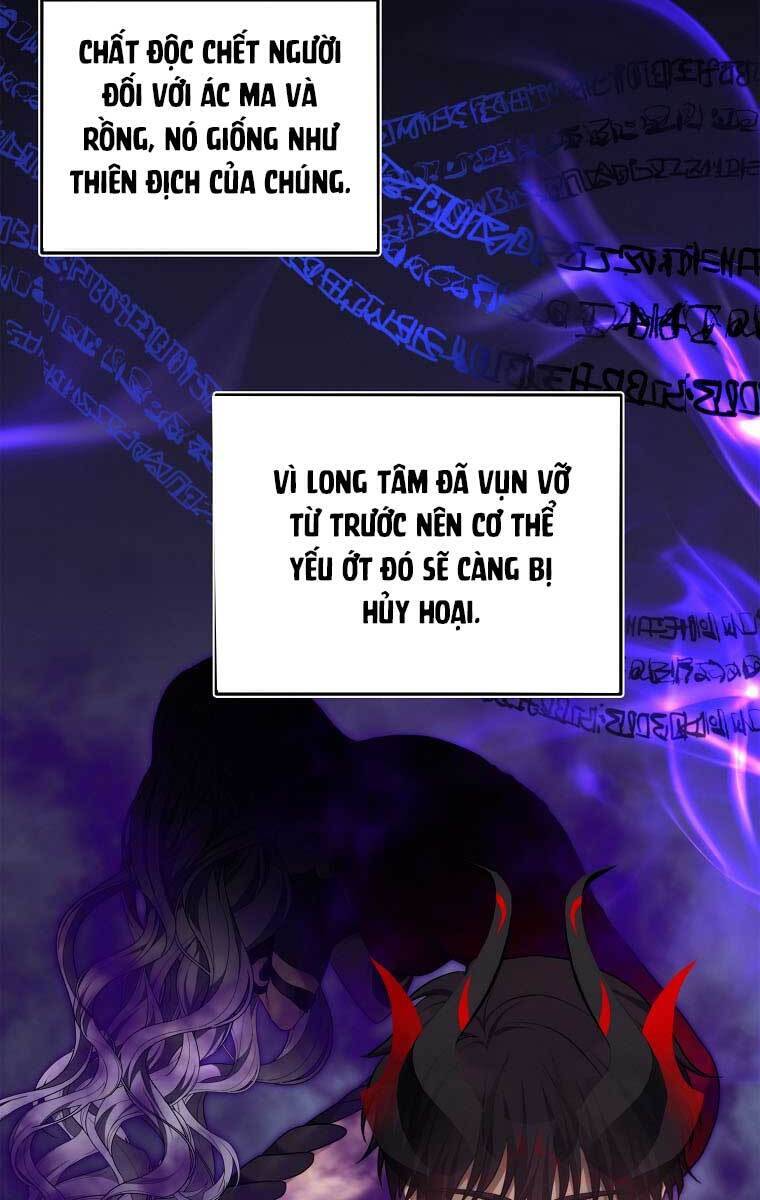 CHẤT ĐỘC CHẾT NGƯỜI
ĐỐI VỚI ÁC MA VÀ
RỒNG, NÓ GIỐNG NHƯ
THIÊN ĐỊCH CỦA CHÚNG.
VÌ LONG TÂM ĐÃ VỤN VỠ
TỪ TRƯỚC NÊN CƠ THỂ
YẾU ỚT ĐÓ SẼ CÀNG BỊ
HỦY HOẠI.